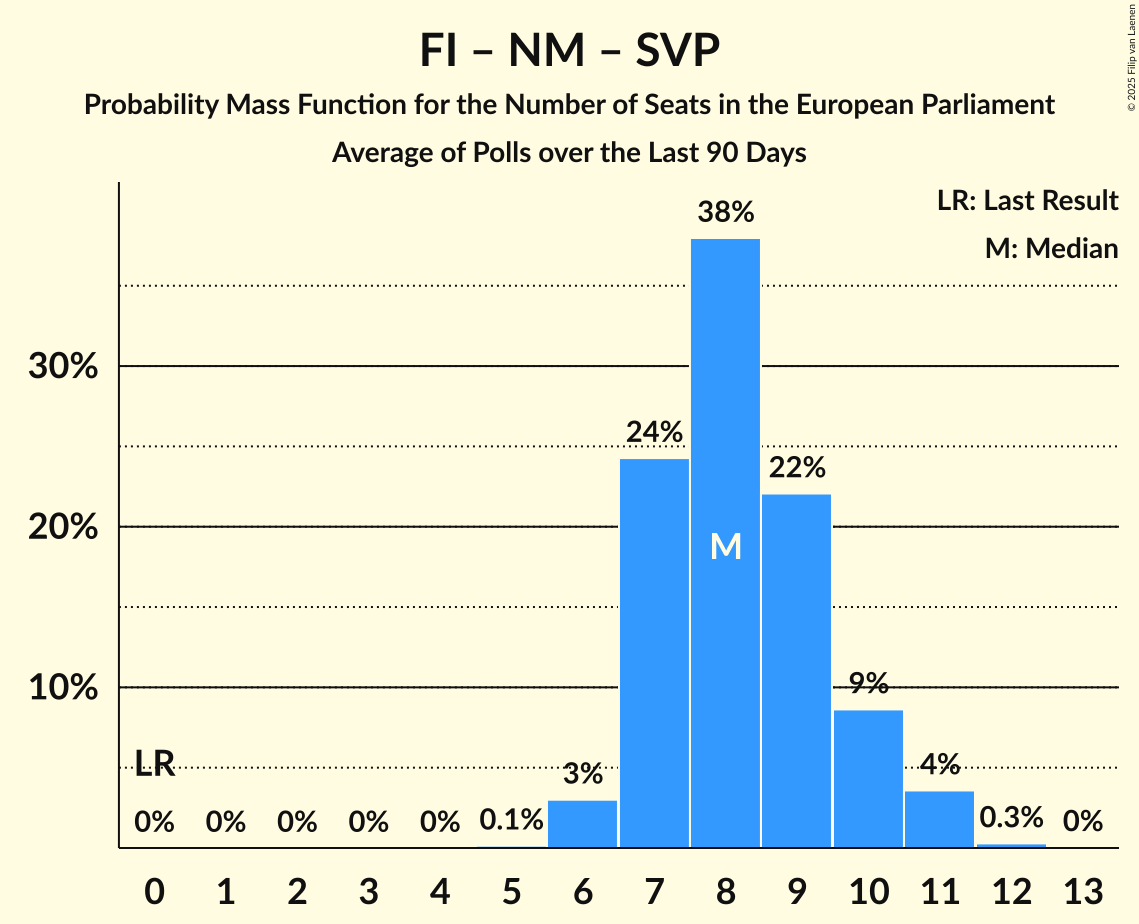 FI – NM – SVP
Probability Mass Function for the Number of Seats in the European Parliament
Average of Polls over the Last 90 Days
© 2025 Filip van Laenen
LR: Last Result
M: Median
38%
30%
24%
22%
20%
M
10%
9%
LR
3%
4%
0% 0% 0% 0% 0% 0.1% 0.3% 0%
0 1 2 3 4 5 6 7 8 9 10 11 12 13